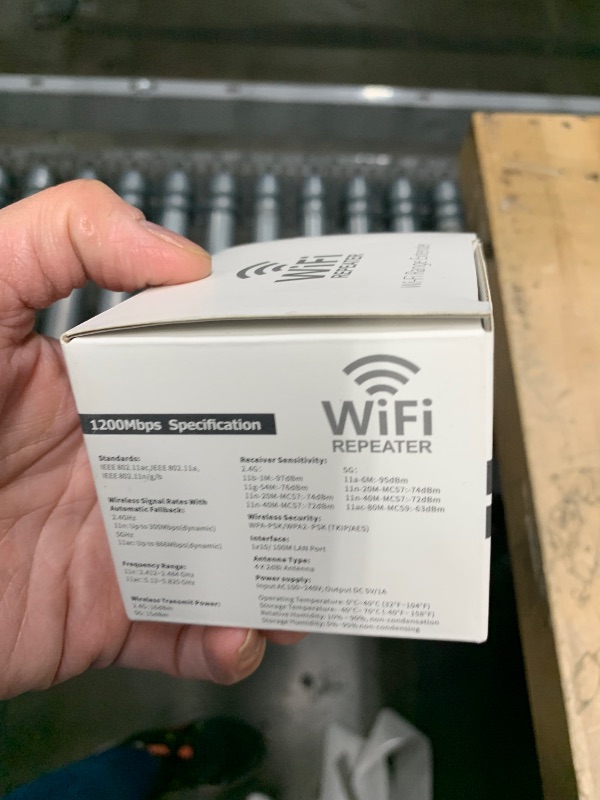 WiFi
REPEATER
Wi-Fi Range Extender
WiFi
REPEATER
1200Mbps Specification
Standards:
IEEE 802.11ac,IEEE 802.11a,
IEEE 802.11n/g/b
Wireless Signal Rates With
Automatic Fallback:
2.4GHz
11n: Up to 300Mbps(dynamic)
5GHz
11ac: Up to 866Mbps(dynamic)
Frequency Range:
Wireless Transmit Power:
Receiver Sensitivity:
2.4G:
11b-1M:-97dBm
11g-54M:-76dBm
11n-20M-MCS7:-74dBm
11n-40M-MCS7:-72dBm
5G:
11a-6M:-95dBm
11n-20M-MCS7:-74dBm
11n-40M-MCS7:-72dBm
11ac-80M-MCS9:-63dBm
Wireless Security:
WPA-PSK/WPA2-PSK (TKIP/AES)
Interface:
1x10/100M LAN Port
Antenna Type:
4 X 2dBi Antenna
Power supply:
Input AC100~240V, Output DC 5V/1A
Operating Temperature: 0°C~40°C (32°F~104°F)
Storage Temperature: -40°C~70°C (-40°F~158°F)
Relative Humidity: 10% ~ 90%, non condensation
Storage Humidity: 5%~95% non-condensing